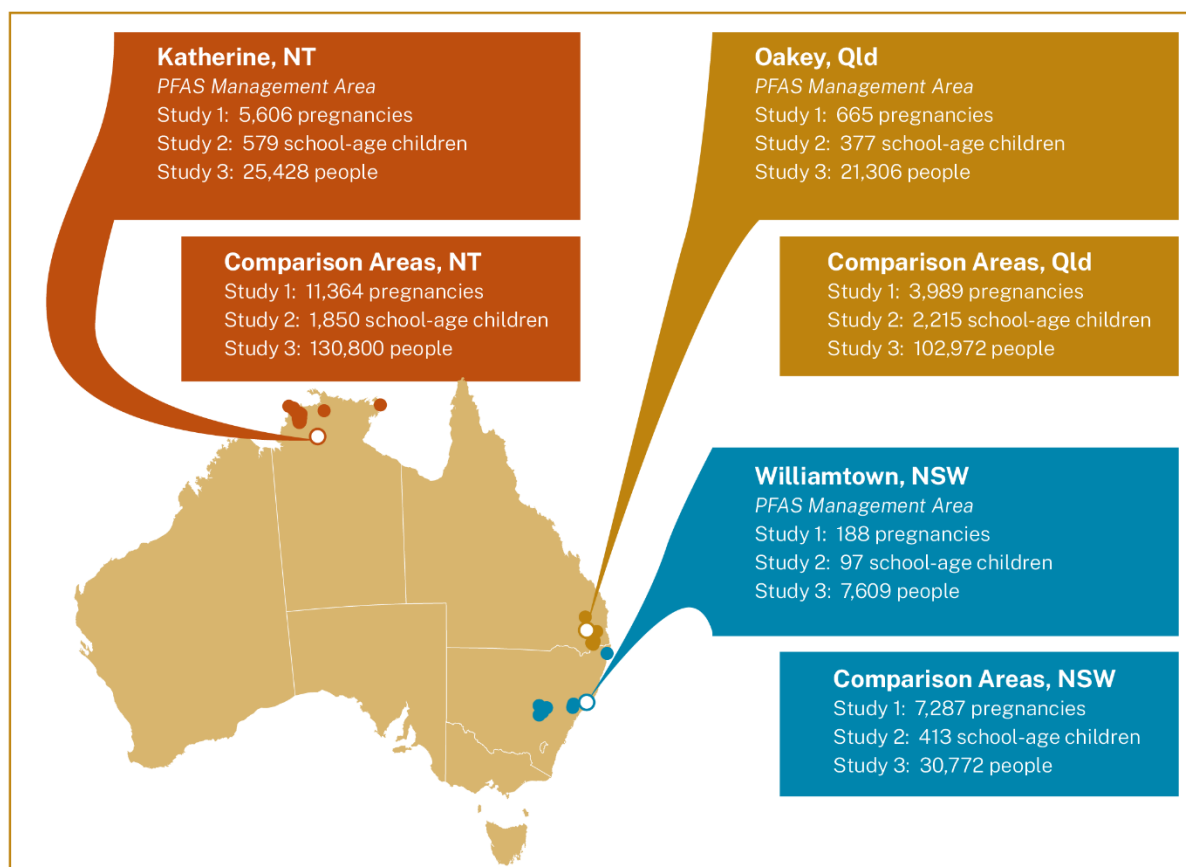 Katherine, NT
PFAS Management Area
Study 1: 5,606 pregnancies
Study 2: 579 school-age children
Study 3: 25,428 people
Comparison Areas, NT
Study 1: 11,364 pregnancies
Study 2: 1,850 school-age children
Study 3: 130,800 people
Oakey, Qld
PFAS Management Area
Study 1: 665 pregnancies
Study 2: 377 school-age children
Study 3: 21,306 people
Comparison Areas, Qld
Study 1: 3,989 pregnancies
Study 2: 2,215 school-age children
Study 3: 102,972 people
Williamtown, NSW
PFAS Management Area
Study 1: 188 pregnancies
Study 2: 97 school-age children
Study 3: 7,609 people
Comparison Areas, NSW
Study 1: 7,287 pregnancies
Study 2: 413 school-age children
Study 3: 30,772 people